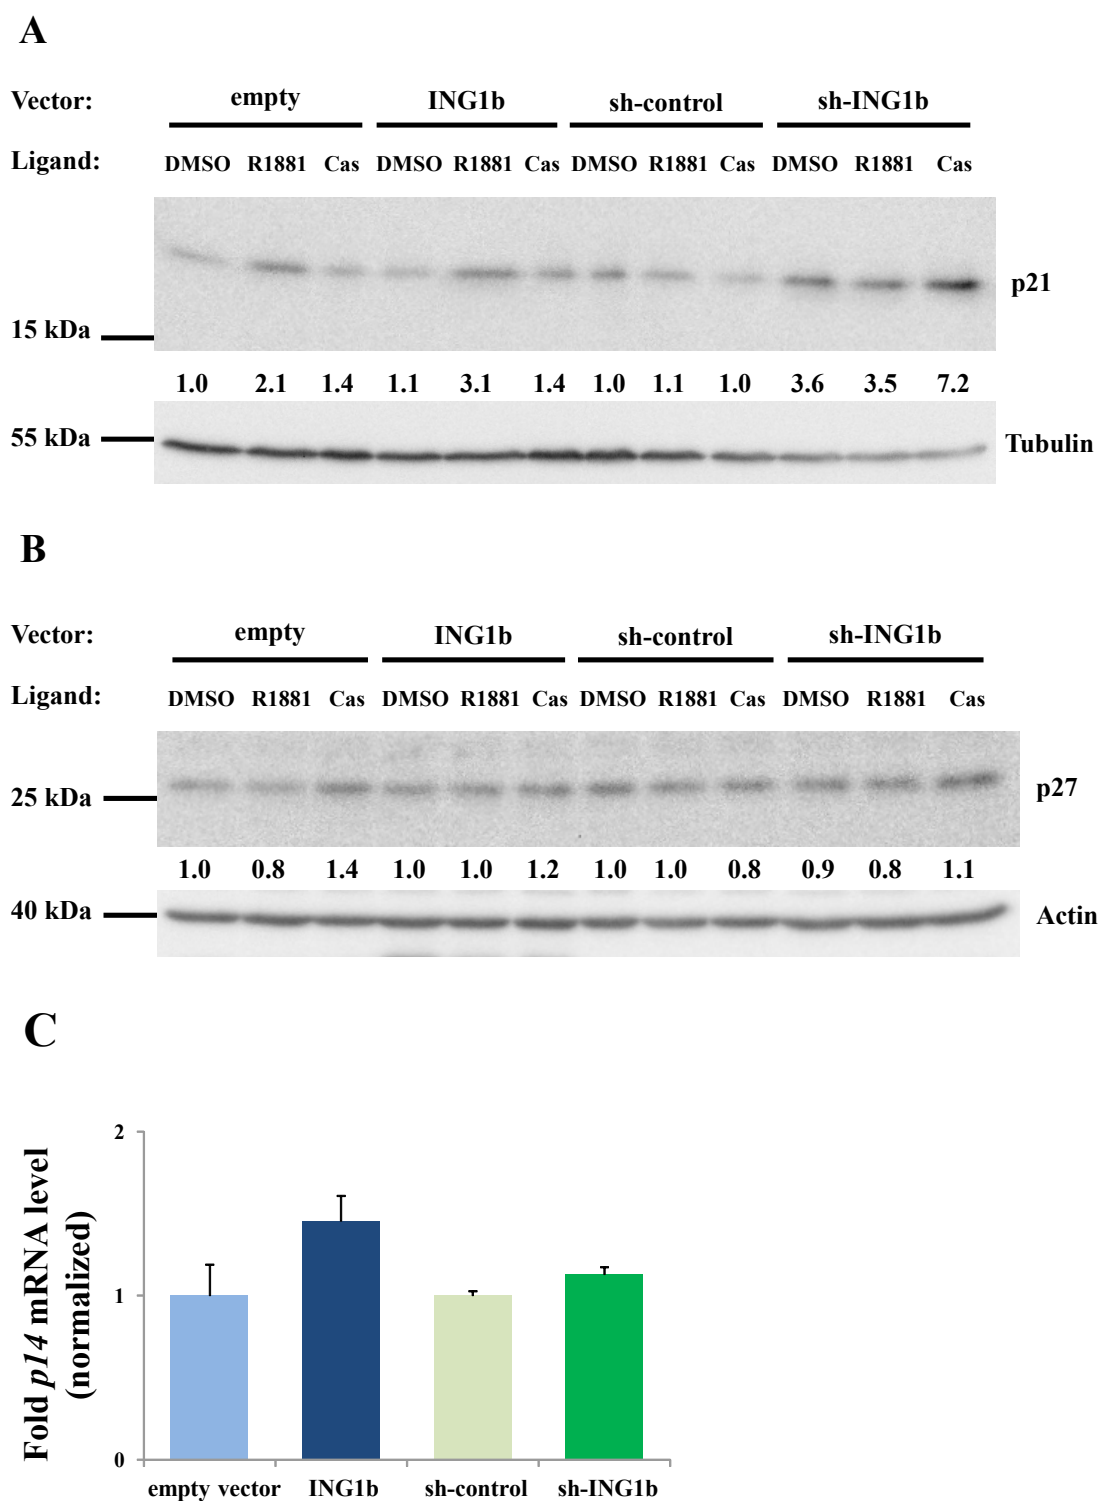 A
Vector: empty ING1b sh-control sh-ING1b
Ligand: DMSO R1881 Cas DMSO R1881 Cas DMSO R1881 Cas DMSO R1881 Cas
p21
15 kDa
1.0 2.1 1.4 1.1 3.1 1.4 1.0 1.1 1.0 3.6 3.5 7.2
55 kDa Tubulin
B
Vector: empty ING1b sh-control sh-ING1b
Ligand: DMSO R1881 Cas DMSO R1881 Cas DMSO R1881 Cas DMSO R1881 Cas
25 kDa p27
1.0 0.8 1.4 1.0 1.0 1.2 1.0 1.0 0.8 0.9 0.8 1.1
40 kDa Actin
C
Fold p14 mRNA level
(normalized)
2
1
0
empty vector ING1b sh-control sh-ING1b